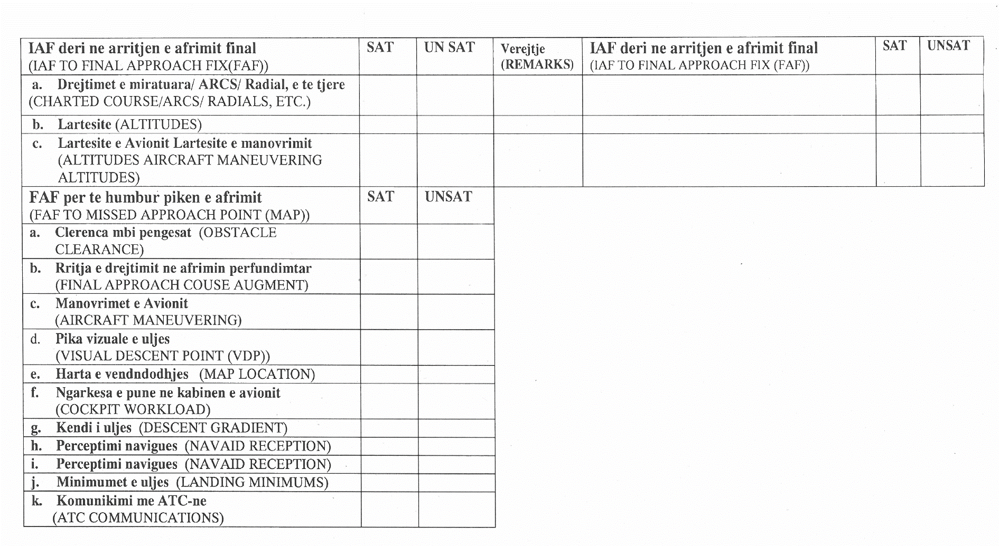 IAF deri ne arritjen e afrimit final
(IAF TO FINAL APPROACH FIX(FAF))
SAT
UN SAT
Verejtje
(REMARKS)
IAF deri ne arritjen e afrimit final
(IAF TO FINAL APPROACH FIX (FAF))
SAT
UNSAT
a. Drejtimet e miratuara/ ARCS/ Radial, e te tjere
(CHARTED COURSE/ARCS/ RADIALS, ETC.)
b. Lartesite (ALTITUDES)
c. Lartesite e Avionit Lartesite e manovrimit
(ALTITUDES AIRCRAFT MANEUVERING
ALTITUDES)
FAF per te humbur piken e afrimit
(FAF TO MISSED APPROACH POINT (MAP))
SAT
UNSAT
a. Clerenca mbi pengesat (OBSTACLE
CLEARANCE)
b. Rritja e drejtimit ne afrimin perfundimtar
(FINAL APPROACH COUSE AUGMENT)
c. Manovrimet e Avionit
(AIRCRAFT MANEUVERING)
d. Pika vizuale e uljes
(VISUAL DESCENT POINT (VDP))
e. Harta e vendndodhjes (MAP LOCATION)
f. Ngarkesa e pune ne kabinen e avionit
(COCKPIT WORKLOAD)
g. Kendi i uljes (DESCENT GRADIENT)
h. Perceptimi navigues (NAVAID RECEPTION)
i. Perceptimi navigues (NAVAID RECEPTION)
j. Minimumet e uljes (LANDING MINIMUMS)
k. Komunikimi me ATC-ne
(ATC COMMUNICATIONS)